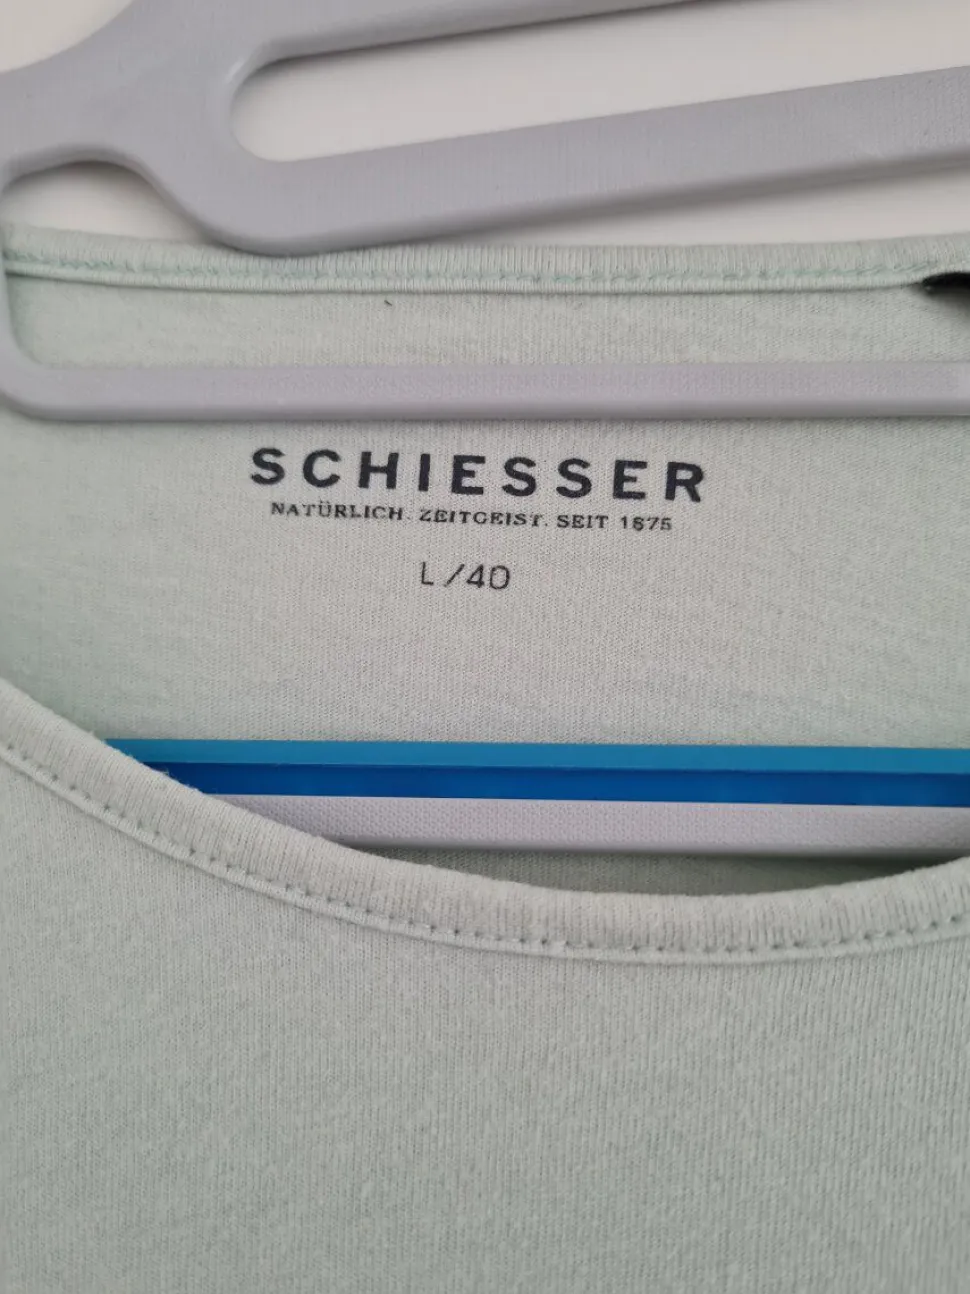 SCHIESSER
NATÜRLICH. ZEITGEIST. SEIT 1875
L/40